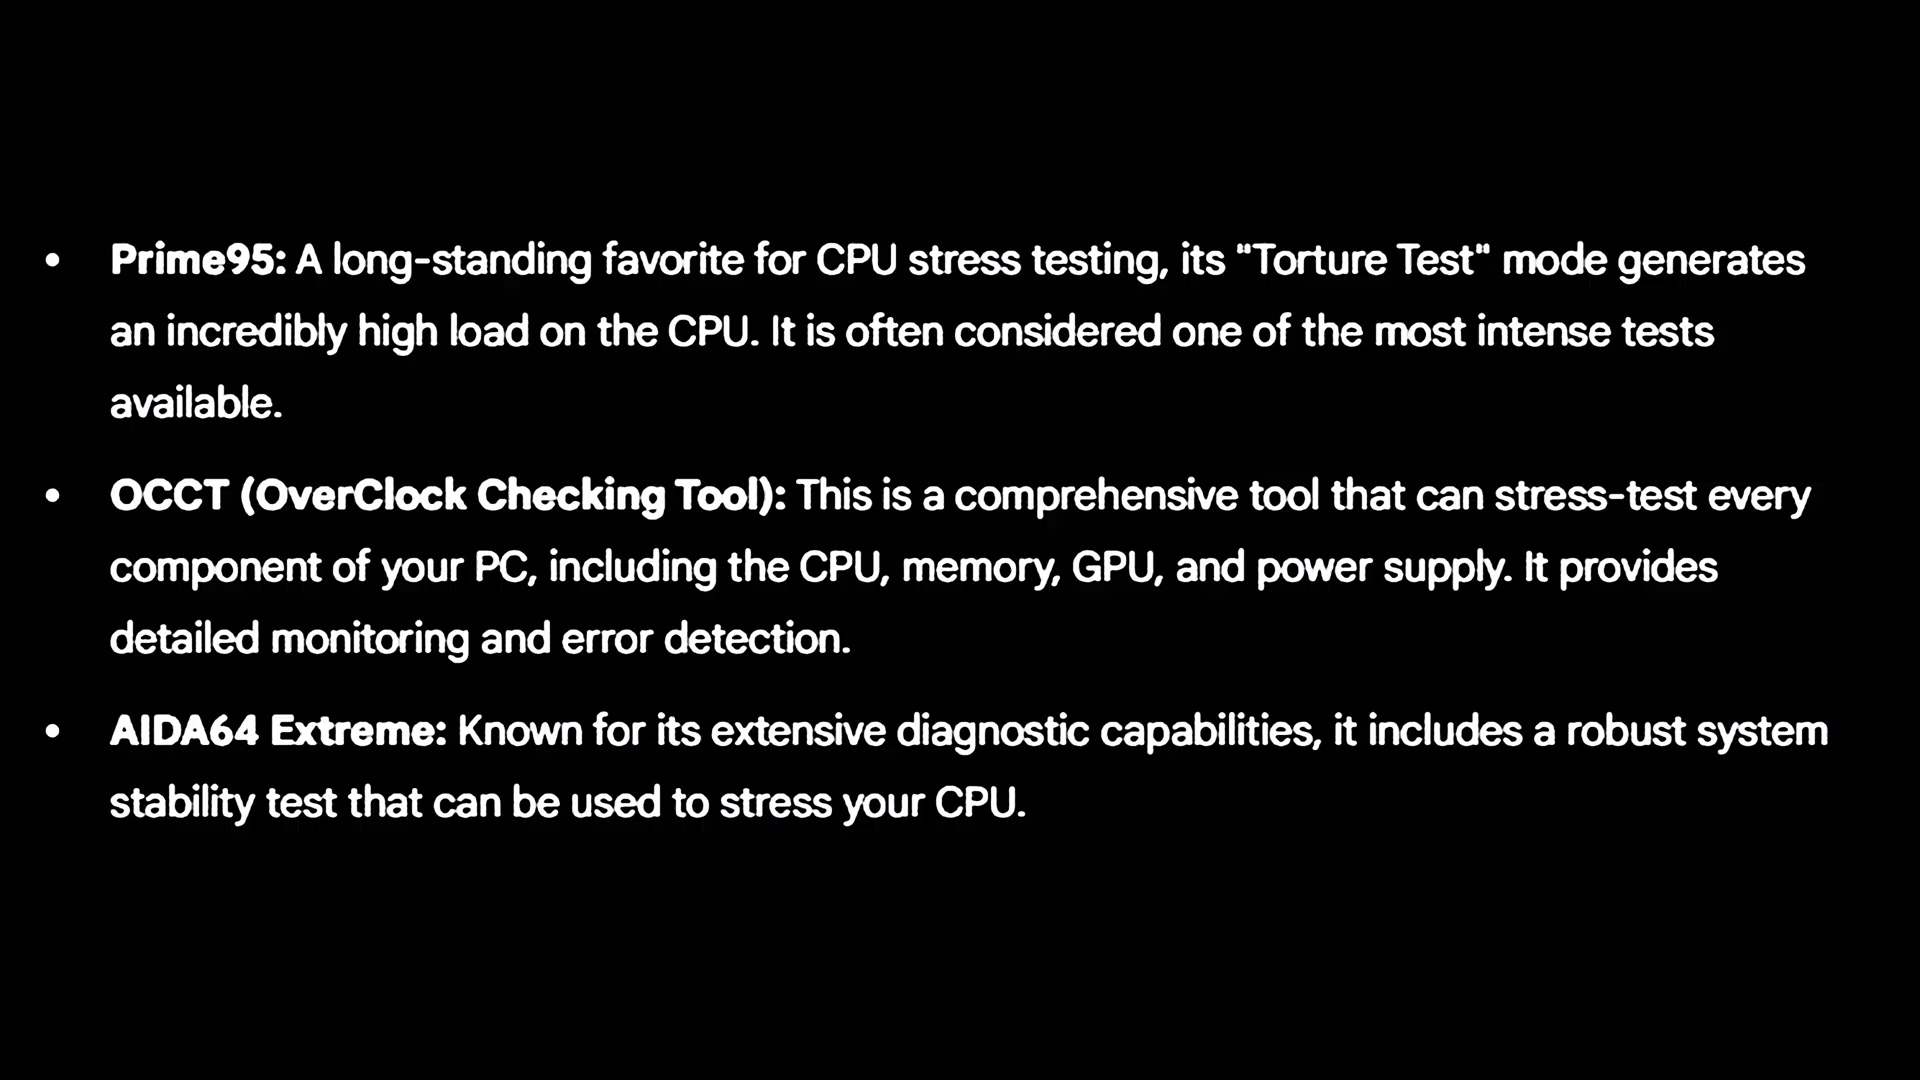 • Prime95: A long-standing favorite for CPU stress testing, its "Torture Test" mode generates
an incredibly high load on the CPU. It is often considered one of the most intense tests
available.
• OCCT (OverClock Checking Tool): This is a comprehensive tool that can stress-test every
component of your PC, including the CPU, memory, GPU, and power supply. It provides
detailed monitoring and error detection.
• AIDA64 Extreme: Known for its extensive diagnostic capabilities, it includes a robust system
stability test that can be used to stress your CPU.